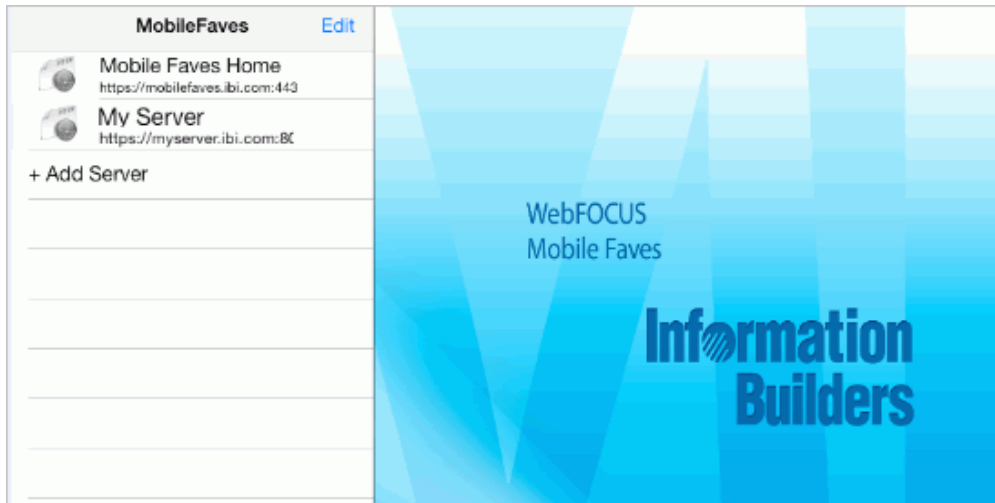 MobileFaves
Edit
Mobile Faves Home
https://mobilefaves.ibi.com:443
My Server
https://myserver.ibi.com:80
+ Add Server
WebFOCUS
Mobile Faves
Information
Builders